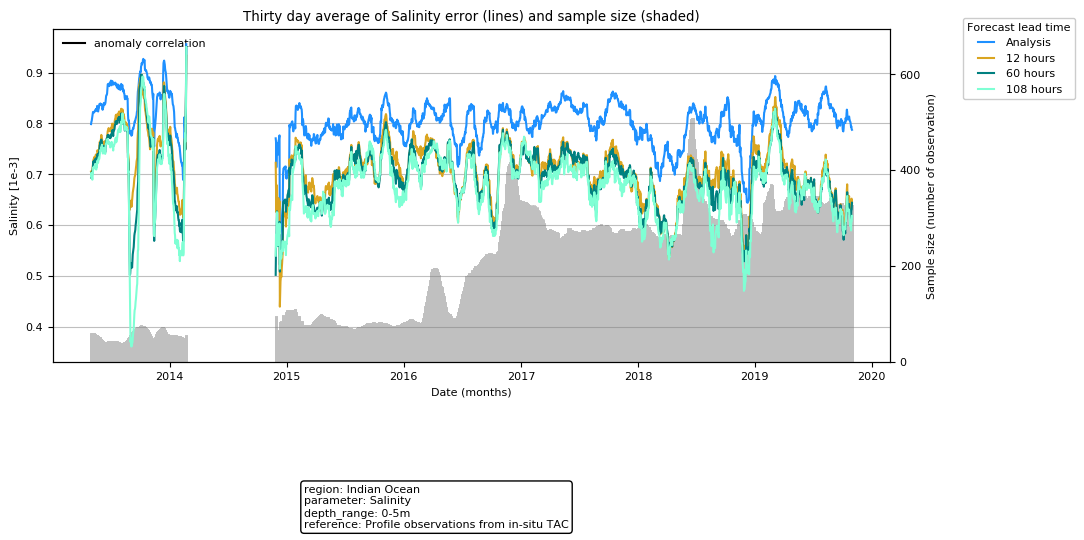 Thirty day average of Salinity error (lines) and sample size (shaded)
anomaly correlation
Forecast lead time
Analysis
12 hours
60 hours
108 hours
Salinity [1e-3]
0.9
0.8
0.7
0.6
0.5
0.4
Sample size (number of observation)
600
400
200
0
2014 2015 2016 2017 2018 2019 2020
Date (months)
region: Indian Ocean
parameter: Salinity
depth_range: 0-5m
reference: Profile observations from in-situ TAC